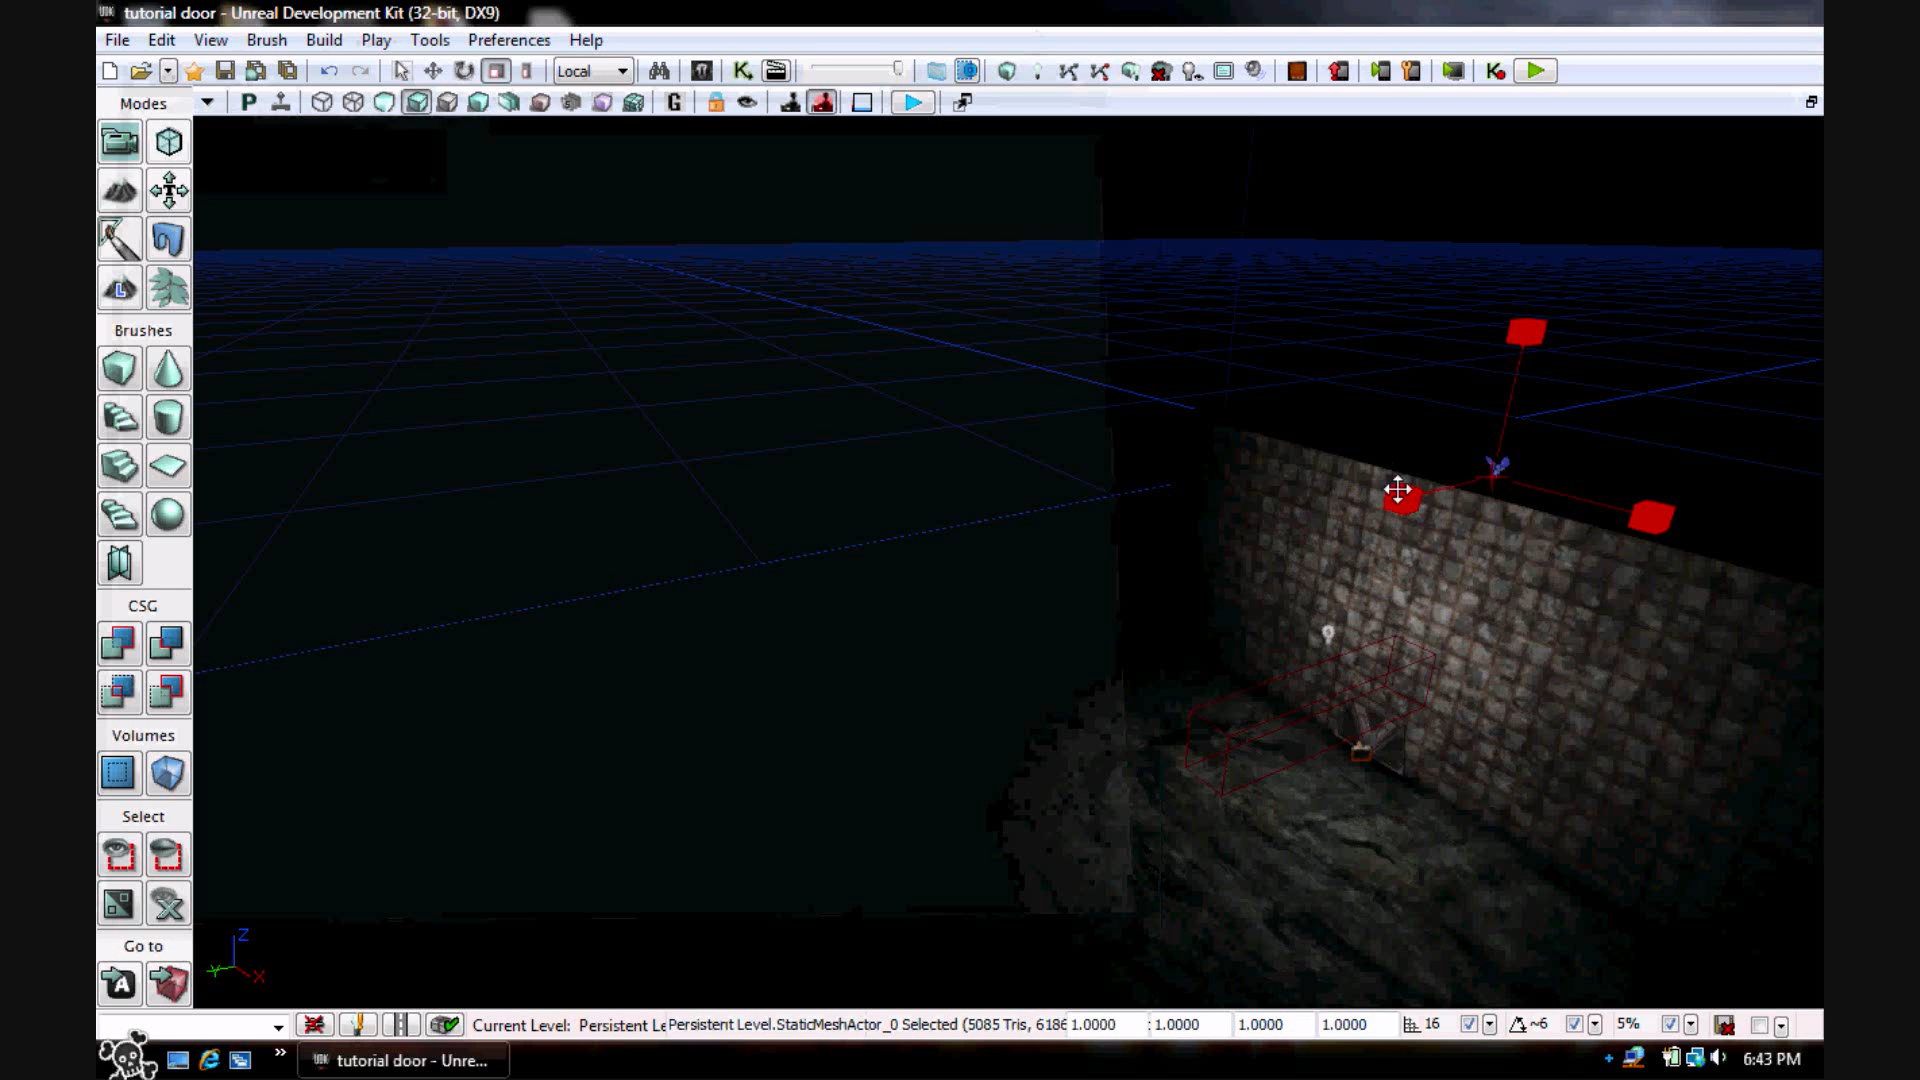 tutorial door - Unreal Development Kit (32-bit, DX9)
File Edit View Brush Build Play Tools Preferences Help
Local
Modes
P G
Brushes
CSG
Volumes
Select
Go to
Z
Y X
Current Level: Persistent Le Persistent Level.StaticMeshActor_0 Selected (5085 Tris, 6186 1.0000 1.0000 1.0000 1.0000 16 ~6 5%
tutorial door - Unre...
6:43 PM